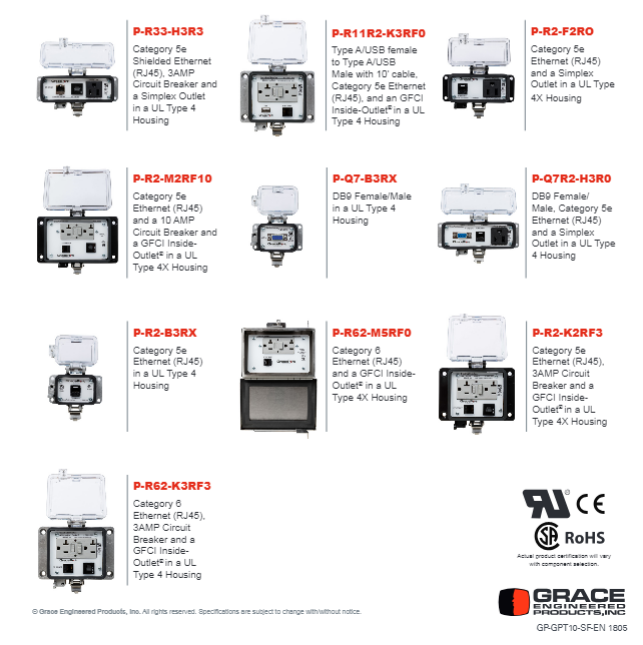 P-R33-H3R3
Category 5e
Shielded Ethernet
(RJ45), 3AMP
Circuit Breaker and
a Simplex Outlet
in a UL Type 4
Housing
P-R11R2-K3RF0
Type A/USB female
to Type A/USB
Male with 10' cable,
Category 5e Ethernet
(RJ45), and an GFCI
Inside-Outlet® in a UL
Type 4 Housing
P-R2-F2RO
Category 5e
Ethernet (RJ45)
and a Simplex
Outlet in a UL Type
4X Housing
P-R2-M2RF10
Category 5e
Ethernet (RJ45)
and a 10 AMP
Circuit Breaker and
a GFCI Inside-
Outlet® in a UL
Type 4X Housing
P-Q7-B3RX
DB9 Female/Male
in a UL Type 4
Housing
P-Q7R2-H3R0
DB9 Female/
Male, Category 5e
Ethernet (RJ45)
and a Simplex
Outlet in a UL Type
4 Housing
P-R2-B3RX
Category 5e
Ethernet (RJ45)
in a UL Type 4
Housing
P-R62-M5RF0
Category 6
Ethernet (RJ45)
and a GFCI Inside-
Outlet® in a UL
Type 4X Housing
P-R2-K2RF3
Category 5e
Ethernet (RJ45),
3AMP Circuit
Breaker and a
GFCI Inside-
Outlet® in a UL
Type 4X Housing
P-R62-K3RF3
Category 6
Ethernet (RJ45),
3AMP Circuit
Breaker and a
GFCI Inside-
Outlet® in a UL
Type 4 Housing
RU® CE
SA RoHS
Actual product certification will vary
with component selection.
GRACE
ENGINEERED
PRODUCTS, INC
© Grace Engineered Products, Inc. All rights reserved. Specifications are subject to change with/without notice.
GP-GPT10-SF-EN 1805